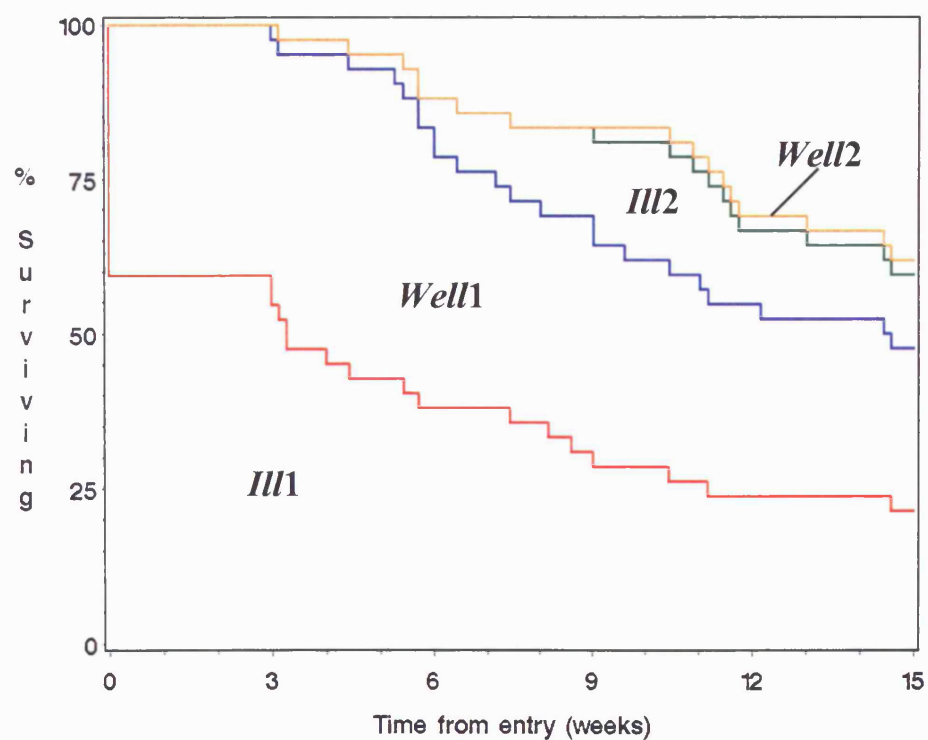 100
75
50
25
0
% Surviving
Well2
Ill2
Well1
Ill1
0 3 6 9 12 15
Time from entry (weeks)